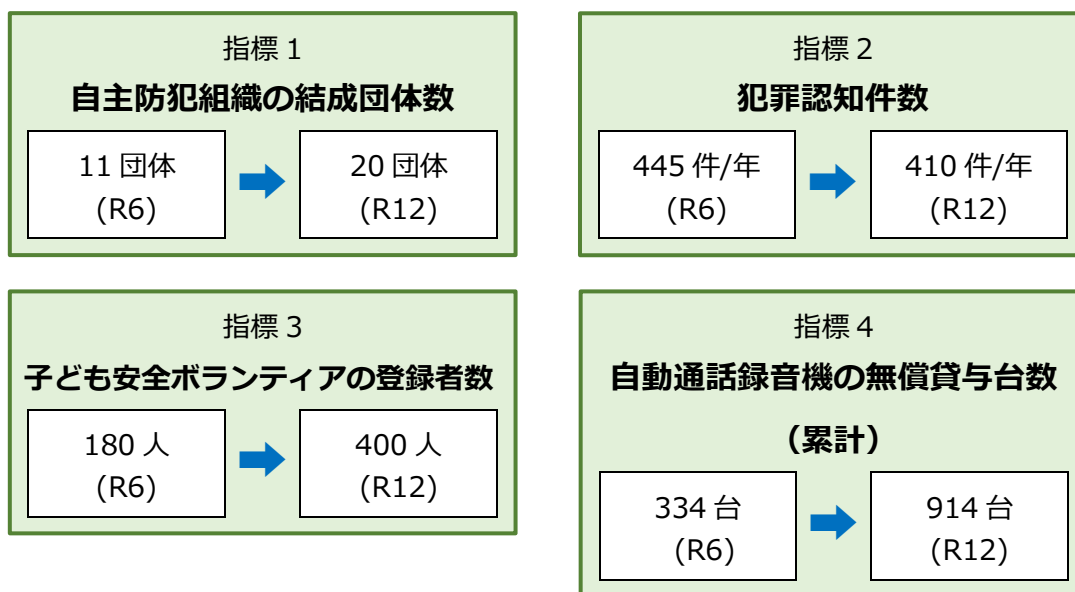 指標1
自主防犯組織の結成団体数
11 団体
(R6)
20 団体
(R12)
指標2
犯罪認知件数
445 件/年
(R6)
410 件/年
(R12)
指標3
子ども安全ボランティアの登録者数
180 人
(R6)
400 人
(R12)
指標4
自動通話録音機の無償貸与台数
（累計）
334 台
(R6)
914 台
(R12)